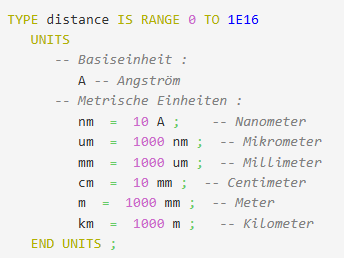 TYPE distance IS RANGE 0 TO 1E16
UNITS
-- Basiseinheit :
A -- Angström
-- Metrische Einheiten :
nm = 10 A ; -- Nanometer
um = 1000 nm ; -- Mikrometer
mm = 1000 um ; -- Millimeter
cm = 10 mm ; -- Centimeter
m = 1000 mm ; -- Meter
km = 1000 m ; -- Kilometer
END UNITS ;